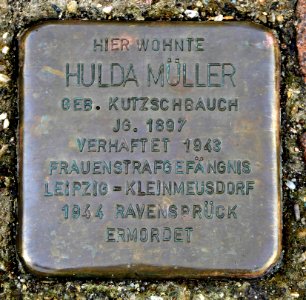 HIER WOHNTE
HULDA MÜLLER
GEB. KUTZSCHBAUCH
JG. 1897
VERHAFTET 1943
FRAUENSTRAFGEFÄNGNIS
LEIPZIG=KLEINMEUSDORF
1944 RAVENSBRÜCK
ERMORDET